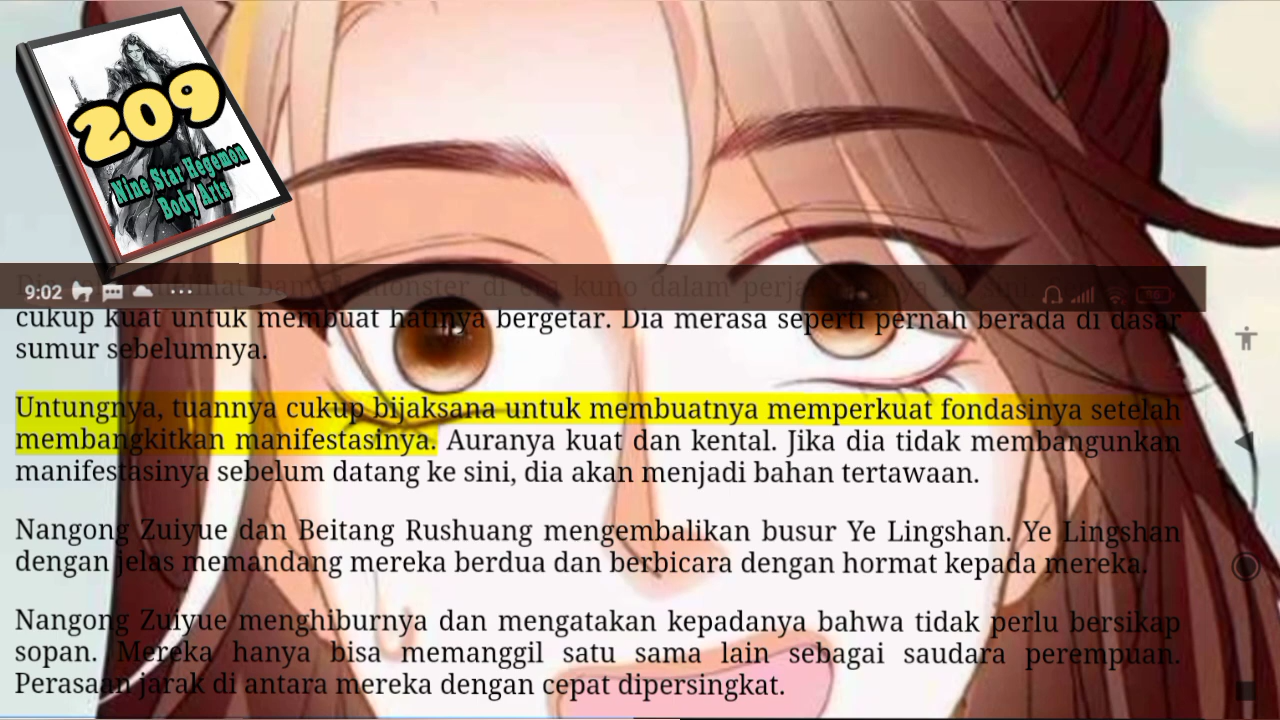 209
Nine Star Hegemon
Body Arts
9:02
cukup kuat untuk membuat hatinya bergetar. Dia merasa seperti pernah berada di dasar
sumur sebelumnya.
Untungnya, tuannya cukup bijaksana untuk membuatnya memperkuat fondasinya setelah
membangkitkan manifestasinya. Auranya kuat dan kental. Jika dia tidak membangunkan
manifestasinya sebelum datang ke sini, dia akan menjadi bahan tertawaan.
Nangong Zuiyue dan Beitang Rushuang mengembalikan busur Ye Lingshan. Ye Lingshan
dengan jelas memandang mereka berdua dan berbicara dengan hormat kepada mereka.
Nangong Zuiyue menghiburnya dan mengatakan kepadanya bahwa tidak perlu bersikap
sopan. Mereka hanya bisa memanggil satu sama lain sebagai saudara perempuan.
Perasaan jarak di antara mereka dengan cepat dipersingkat.